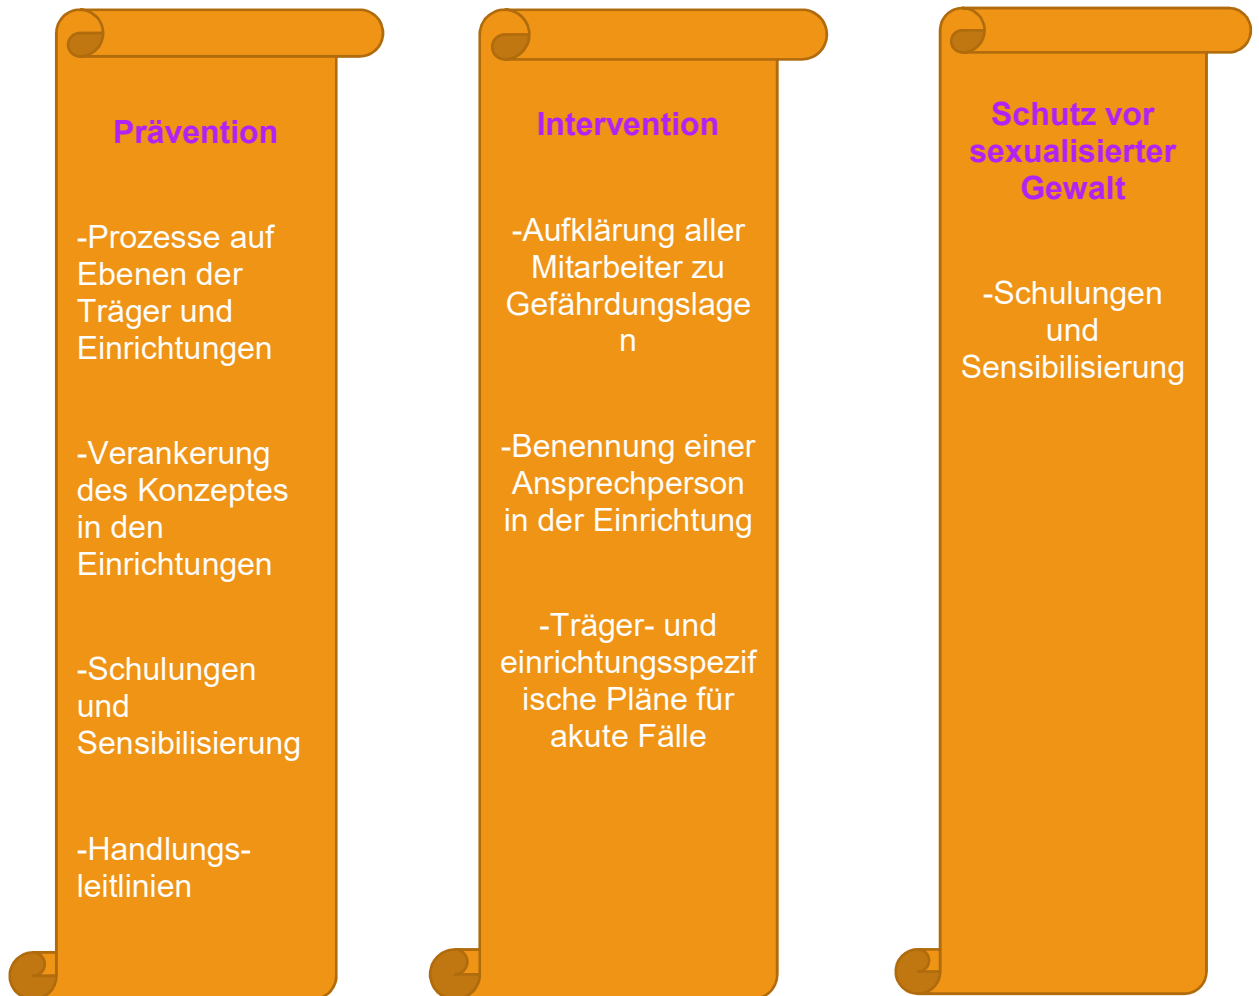 Prävention
-Prozesse auf
Ebenen der
Träger und
Einrichtungen
-Verankerung
des Konzeptes
in den
Einrichtungen
-Schulungen
und
Sensibilisierung
-Handlungs-
leitlinien
Intervention
-Aufklärung aller
Mitarbeiter zu
Gefährdungslage
n
-Benennung einer
Ansprechperson
in der Einrichtung
-Träger- und
einrichtungsspezif
ische Pläne für
akute Fälle
Schutz vor
sexualisierter
Gewalt
-Schulungen
und
Sensibilisierung